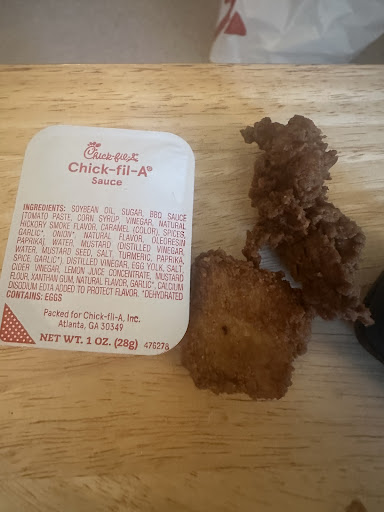 Chick-fil-A
Chick-fil-A®
Sauce
INGREDIENTS: SOYBEAN OIL, SUGAR, BBQ SAUCE
[TOMATO PASTE, CORN SYRUP, VINEGAR, NATURAL
HICKORY SMOKE FLAVOR, CARAMEL (COLOR), SPICES,
GARLIC*, ONION*, NATURAL FLAVOR, OLEORESIN
PAPRIKA], WATER, MUSTARD (DISTILLED VINEGAR,
WATER, MUSTARD SEED, SALT, TURMERIC, PAPRIKA,
SPICE, GARLIC*), DISTILLED VINEGAR, EGG YOLK, SALT,
CIDER VINEGAR, LEMON JUICE CONCENTRATE, MUSTARD
FLOUR, XANTHAN GUM, NATURAL FLAVOR, GARLIC*, CALCIUM
DISODIUM EDTA ADDED TO PROTECT FLAVOR. *DEHYDRATED
CONTAINS: EGGS
Packed for Chick-fil-A, Inc.
Atlanta, GA 30349
NET WT. 1 OZ. (28g) 476278